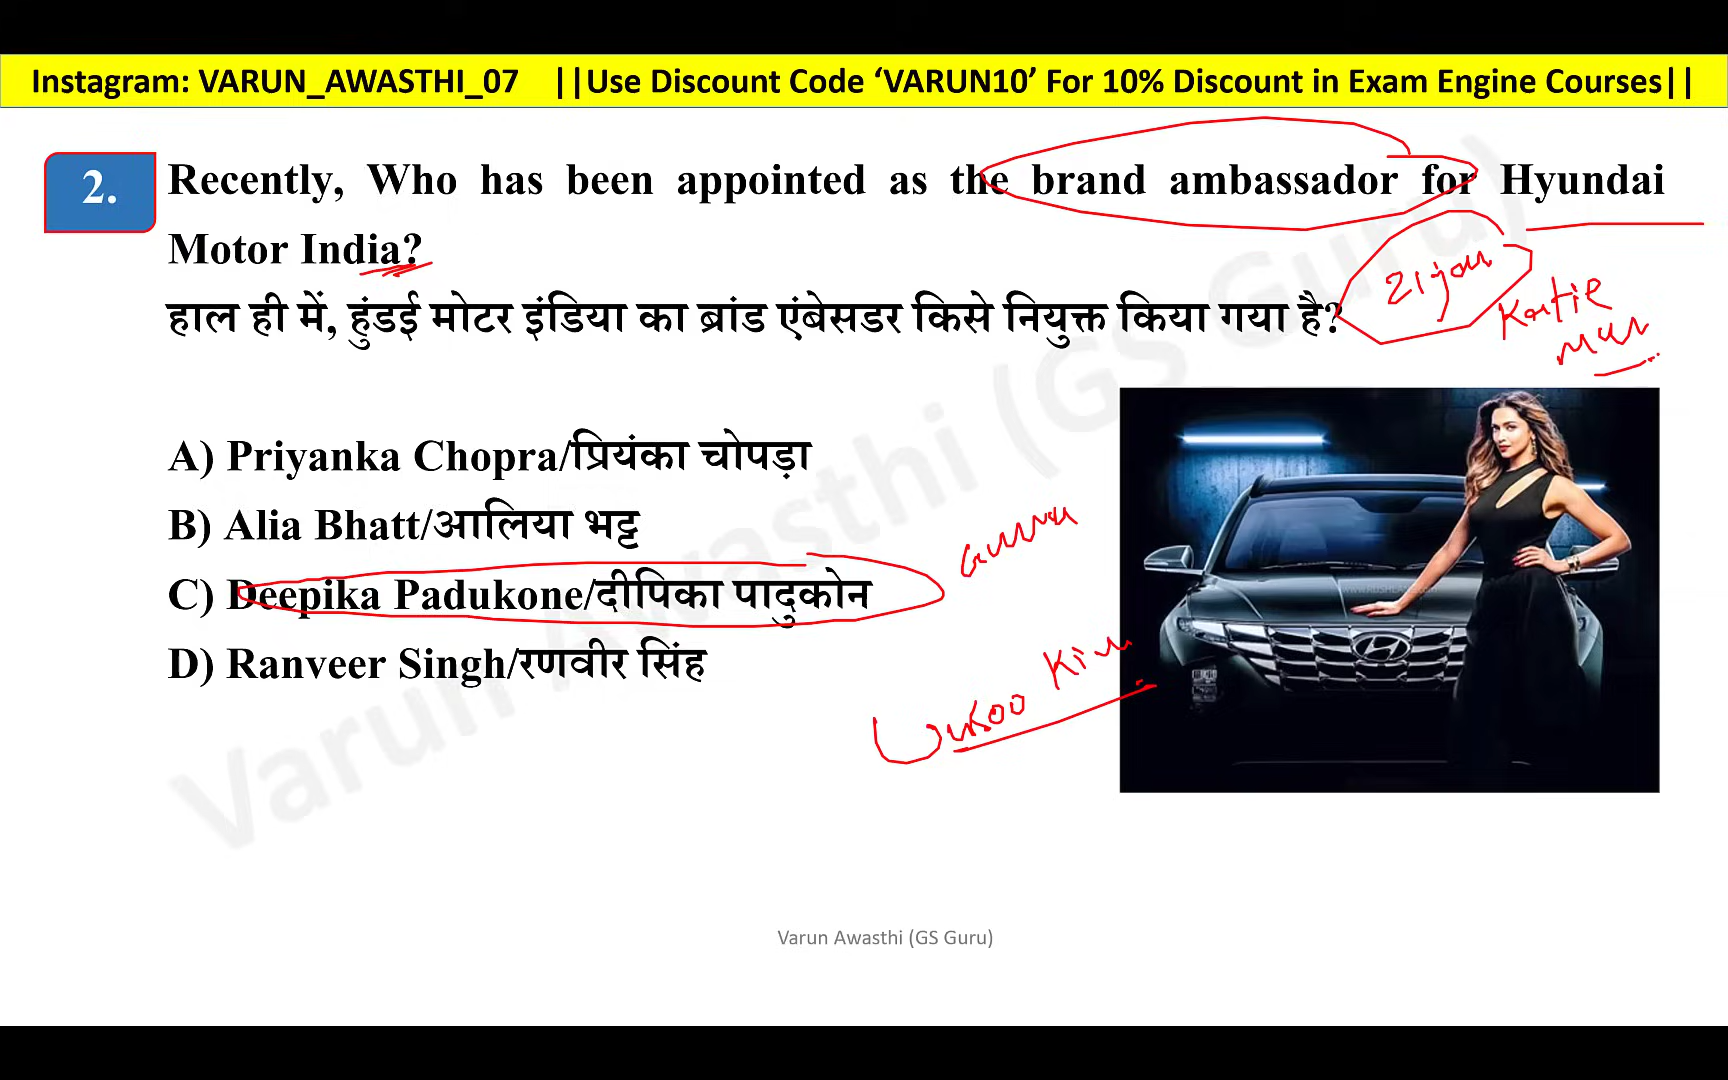 Instagram: VARUN_AWASTHI_07 ||Use Discount Code ‘VARUN10’ For 10% Discount in Exam Engine Courses||
2.
Recently, Who has been appointed as the brand ambassador for Hyundai
Motor India?
हाल ही में, हुंडई मोटर इंडिया का ब्रांड एंबेसडर किसे नियुक्त किया गया है?
A) Priyanka Chopra/प्रियंका चोपड़ा
B) Alia Bhatt/आलिया भट्ट
C) Deepika Padukone/दीपिका पादुकोन
D) Ranveer Singh/रणवीर सिंह
Varun Awasthi (GS Guru)
Varun Awasthi (GS Guru)